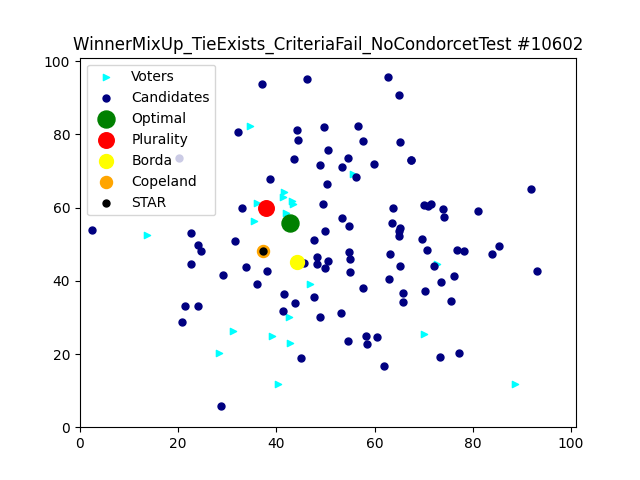 WinnerMixUp_TieExists_CriteriaFail_NoCondorcetTest #10602
100
80
60
40
20
0
Voters
Candidates
Optimal
Plurality
Borda
Copeland
STAR
0 20 40 60 80 100